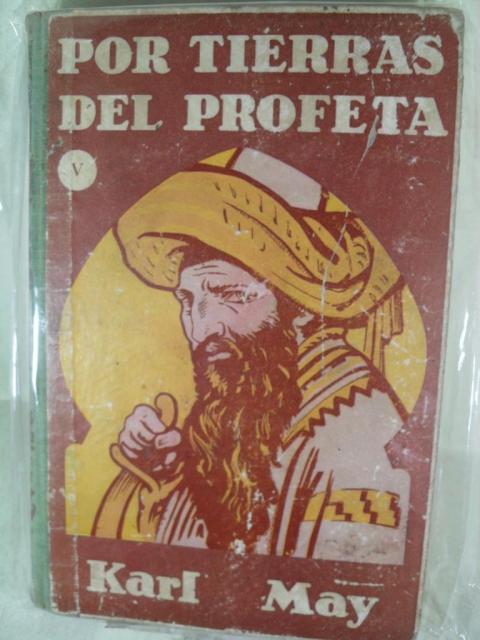 POR TIERRAS
DEL PROFETA
V
Karl May